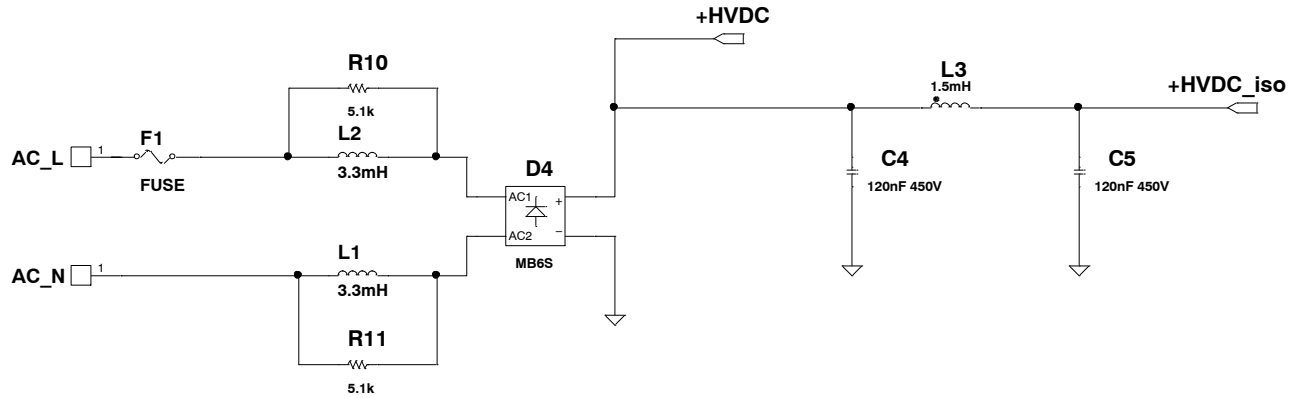 +HVDC
R10
5.1k
L2
3.3mH
L3
1.5mH
+HVDC_iso
AC_L
1
F1
FUSE
C4
120nF 450V
C5
120nF 450V
D4
AC1
+
AC2
−
MB6S
AC_N
1
L1
3.3mH
R11
5.1k